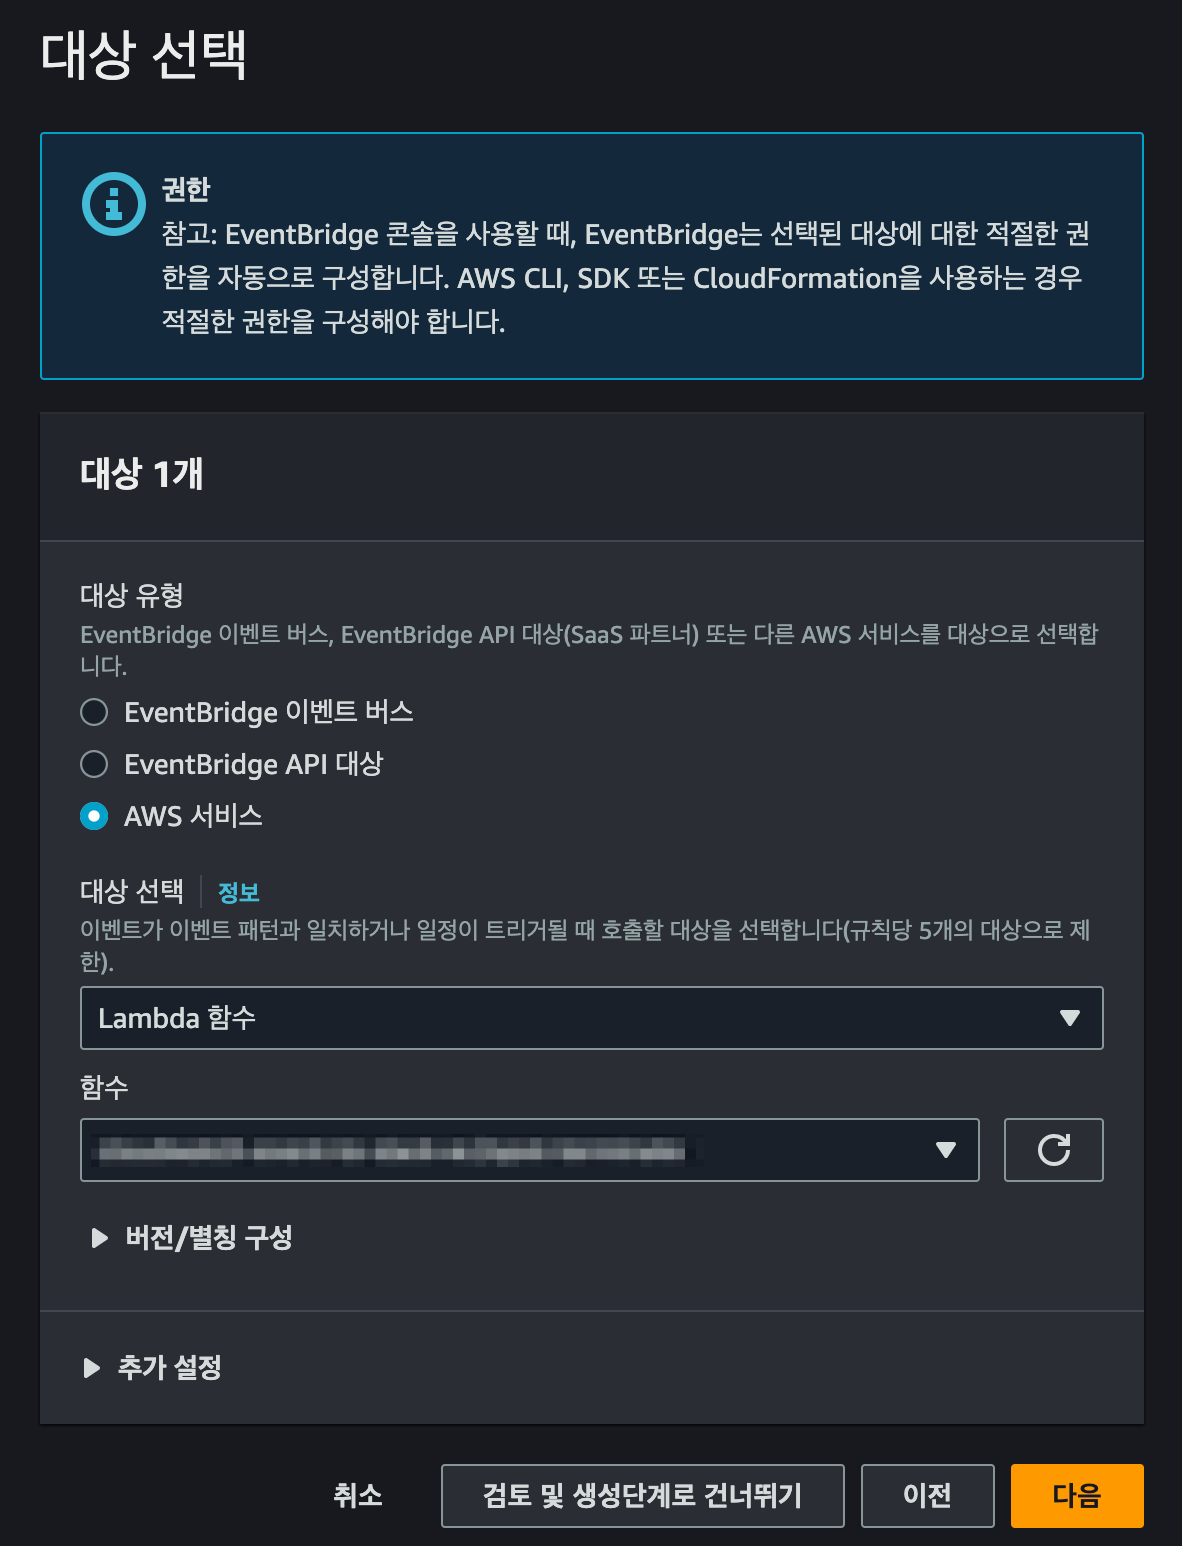 대상 선택
권한
참고: EventBridge 콘솔을 사용할 때, EventBridge는 선택된 대상에 대한 적절한 권
한을 자동으로 구성합니다. AWS CLI, SDK 또는 CloudFormation을 사용하는 경우
적절한 권한을 구성해야 합니다.
대상 1개
대상 유형
EventBridge 이벤트 버스, EventBridge API 대상(SaaS 파트너) 또는 다른 AWS 서비스를 대상으로 선택합
니다.
EventBridge 이벤트 버스
EventBridge API 대상
AWS 서비스
대상 선택 정보
이벤트가 이벤트 패턴과 일치하거나 일정이 트리거될 때 호출할 대상을 선택합니다(규칙당 5개의 대상으로 제
한).
Lambda 함수
함수
버전/별칭 구성
추가 설정
취소 검토 및 생성단계로 건너뛰기 이전 다음